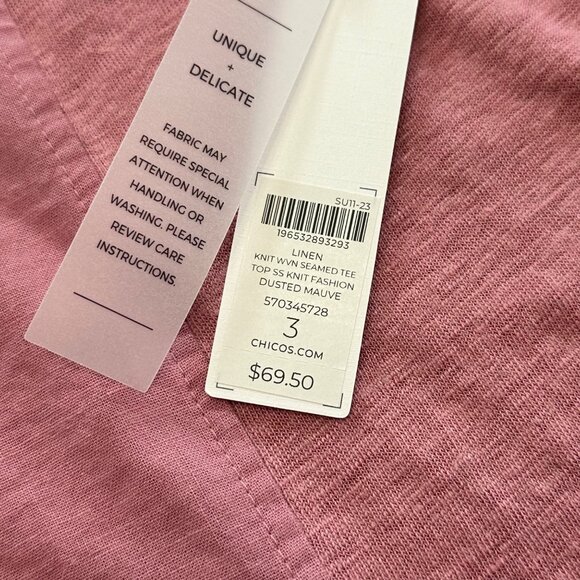 UNIQUE
+
DELICATE
FABRIC MAY
REQUIRE SPECIAL
ATTENTION WHEN
HANDLING OR
WASHING. PLEASE
REVIEW CARE
INSTRUCTIONS.
SU11-23
196532893293
LINEN
KNIT WVN SEAMED TEE
TOP SS KNIT FASHION
DUSTED MAUVE
570345728
3
CHICOS.COM
$69.50